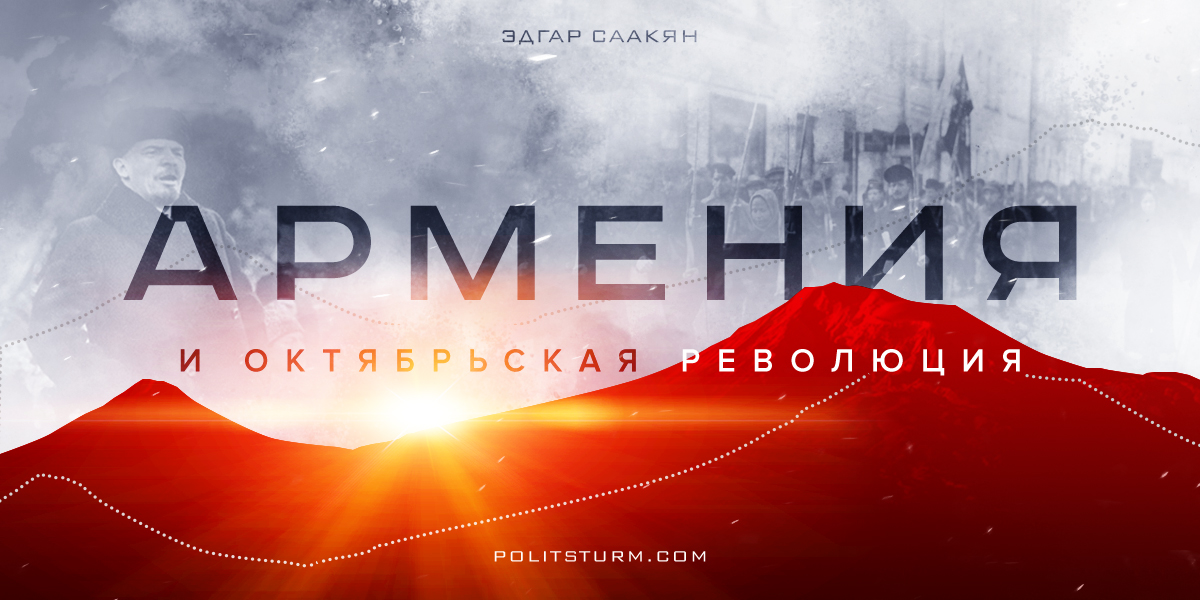 ЭДГАР СААКЯН
АРМЕНИЯ
И ОКТЯБРЬСКАЯ РЕВОЛЮЦИЯ
POLITSTURM.COM